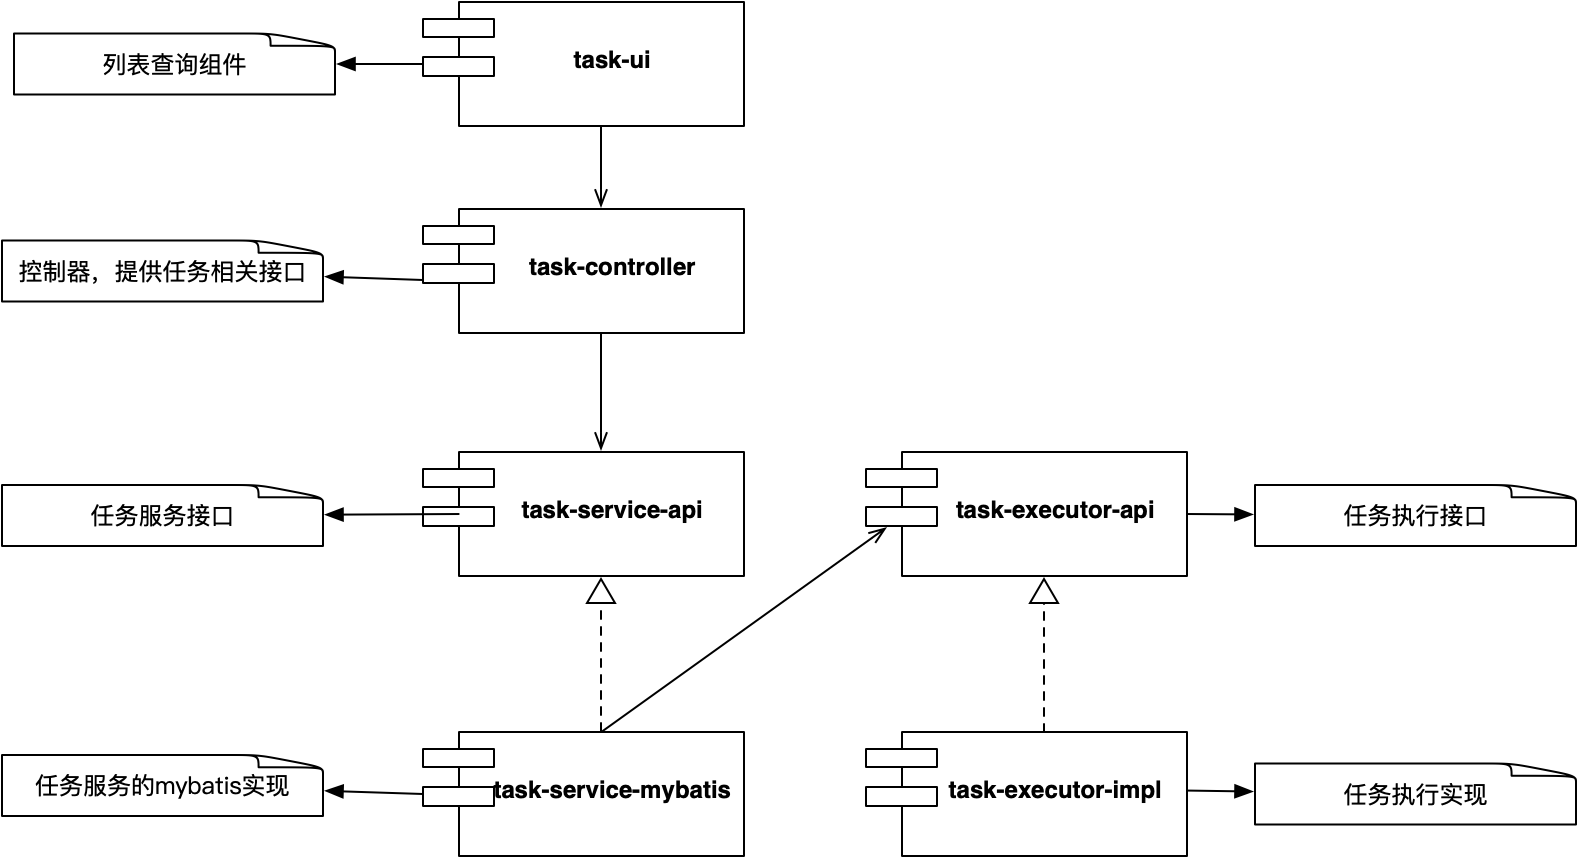 task-ui
列表查询组件
task-controller
控制器，提供任务相关接口
task-service-api
任务服务接口
task-executor-api
任务执行接口
task-service-mybatis
任务服务的mybatis实现
task-executor-impl
任务执行实现